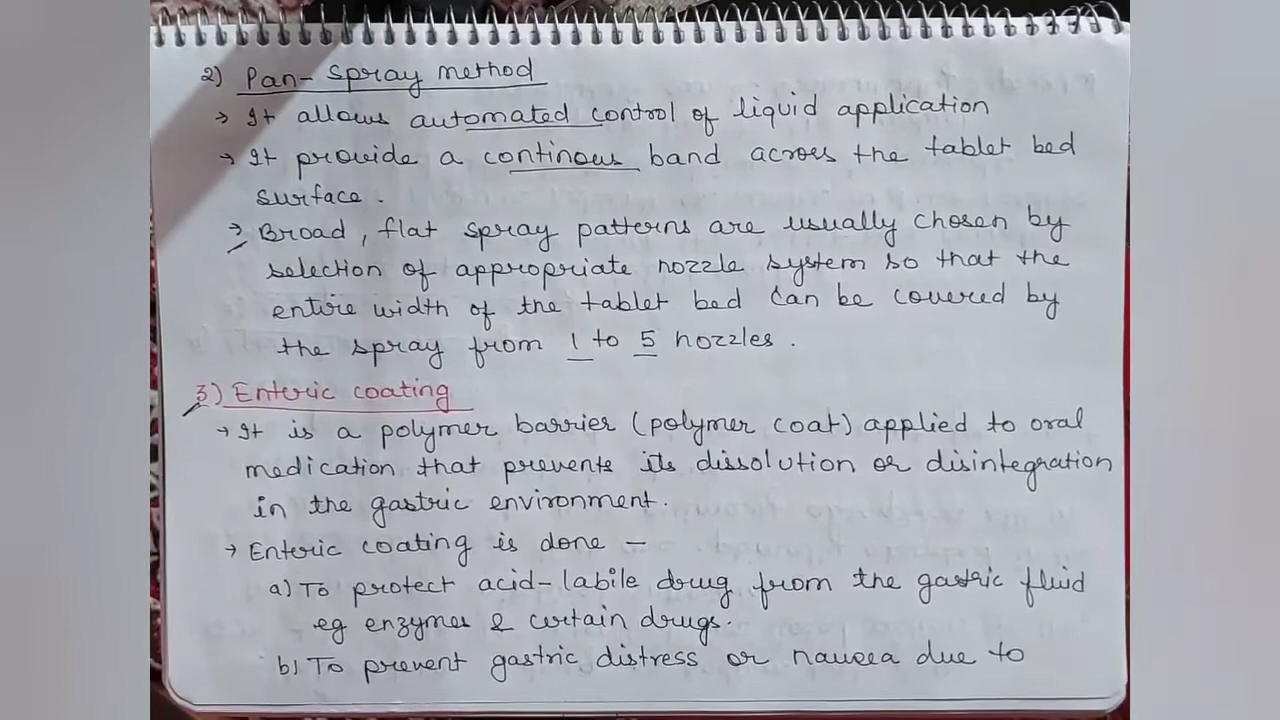 2) Pan- spray method
→ It allows automated control of liquid application
→ It provide a continous band across the tablet bed
surface.
→ Broad, flat spray patterns are usually chosen by
selection of appropriate nozzle system so that the
entire width of the tablet bed can be covered by
the spray from 1 to 5 nozzles.
3) Enteric coating
→ It is a polymer barrier (polymer coat) applied to oral
medication that prevents its dissolution or disintegration
in the gastric environment.
→ Enteric coating is done —
a) To protect acid-labile drug from the gastric fluid
eg enzymes & certain drugs.
b) To prevent gastric distress or nausea due to